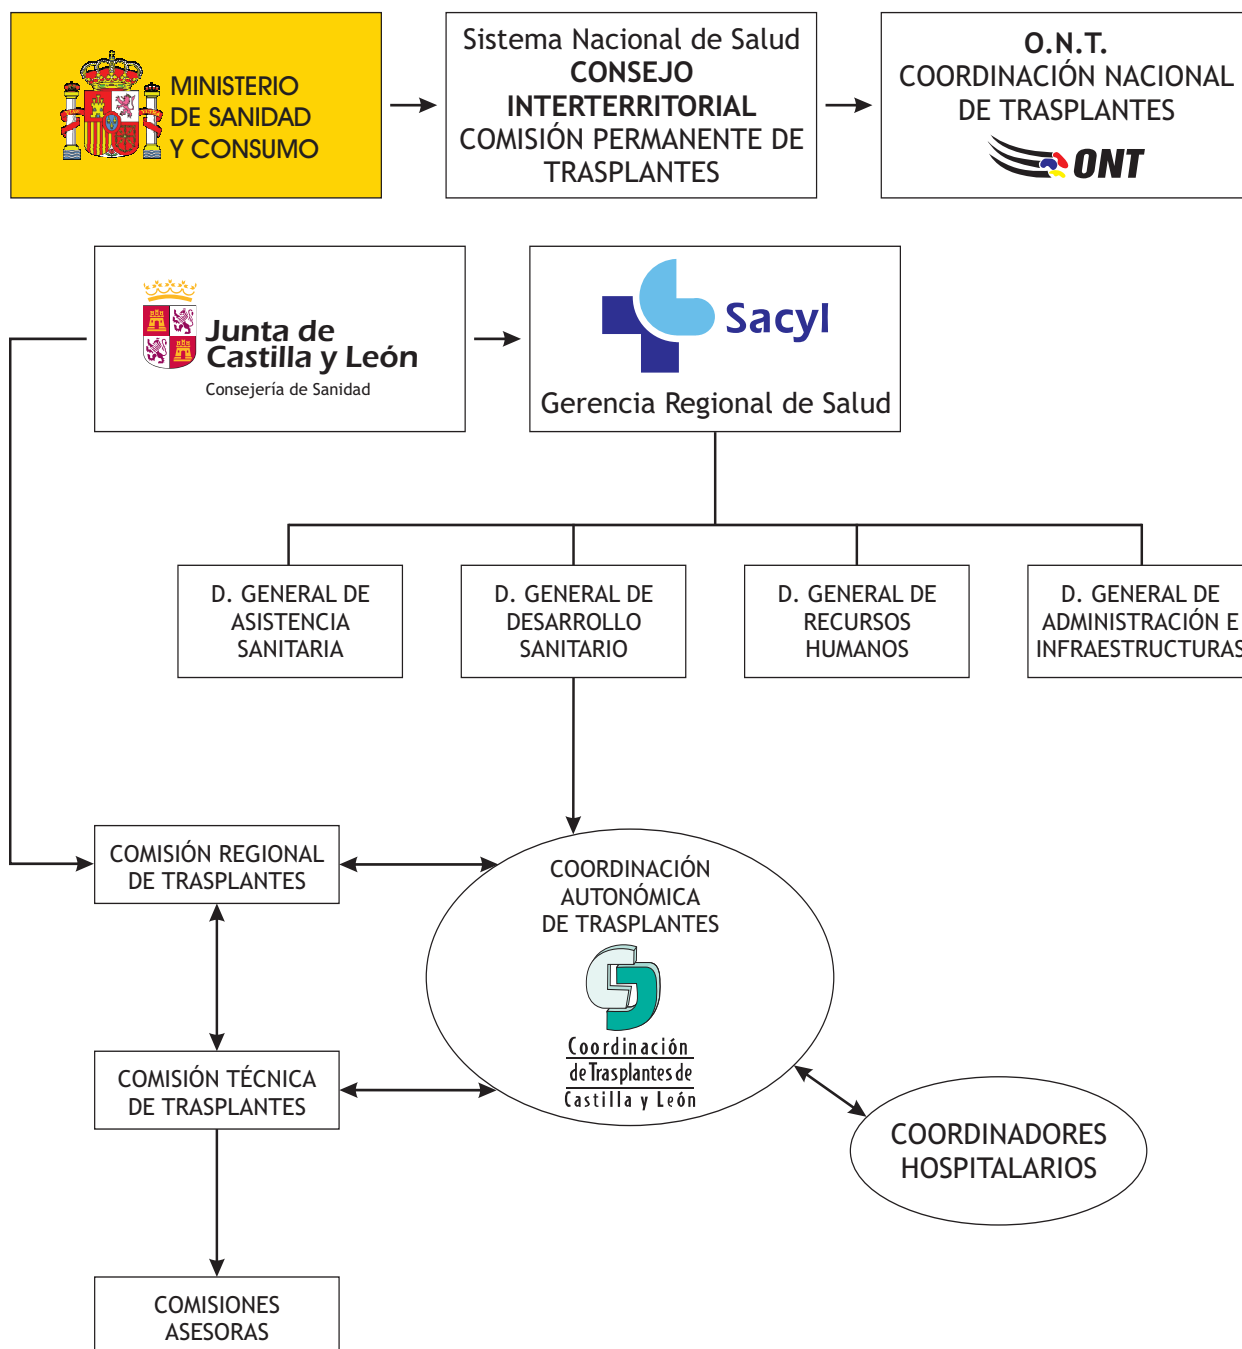 MINISTERIO
DE SANIDAD
Y CONSUMO
Sistema Nacional de Salud
CONSEJO
INTERTERRITORIAL
COMISIÓN PERMANENTE DE
TRASPLANTES
O.N.T.
COORDINACIÓN NACIONAL
DE TRASPLANTES
ONT
Junta de
Castilla y León
Consejería de Sanidad
Sacyl
Gerencia Regional de Salud
D. GENERAL DE
ASISTENCIA
SANITARIA
D. GENERAL DE
DESARROLLO
SANITARIO
D. GENERAL DE
RECURSOS
HUMANOS
D. GENERAL DE
ADMINISTRACIÓN E
INFRAESTRUCTURAS
COMISIÓN REGIONAL
DE TRASPLANTES
COORDINACIÓN
AUTONÓMICA
DE TRASPLANTES
Coordinación
de Trasplantes de
Castilla y León
COMISIÓN TÉCNICA
DE TRASPLANTES
COORDINADORES
HOSPITALARIOS
COMISIONES
ASESORAS